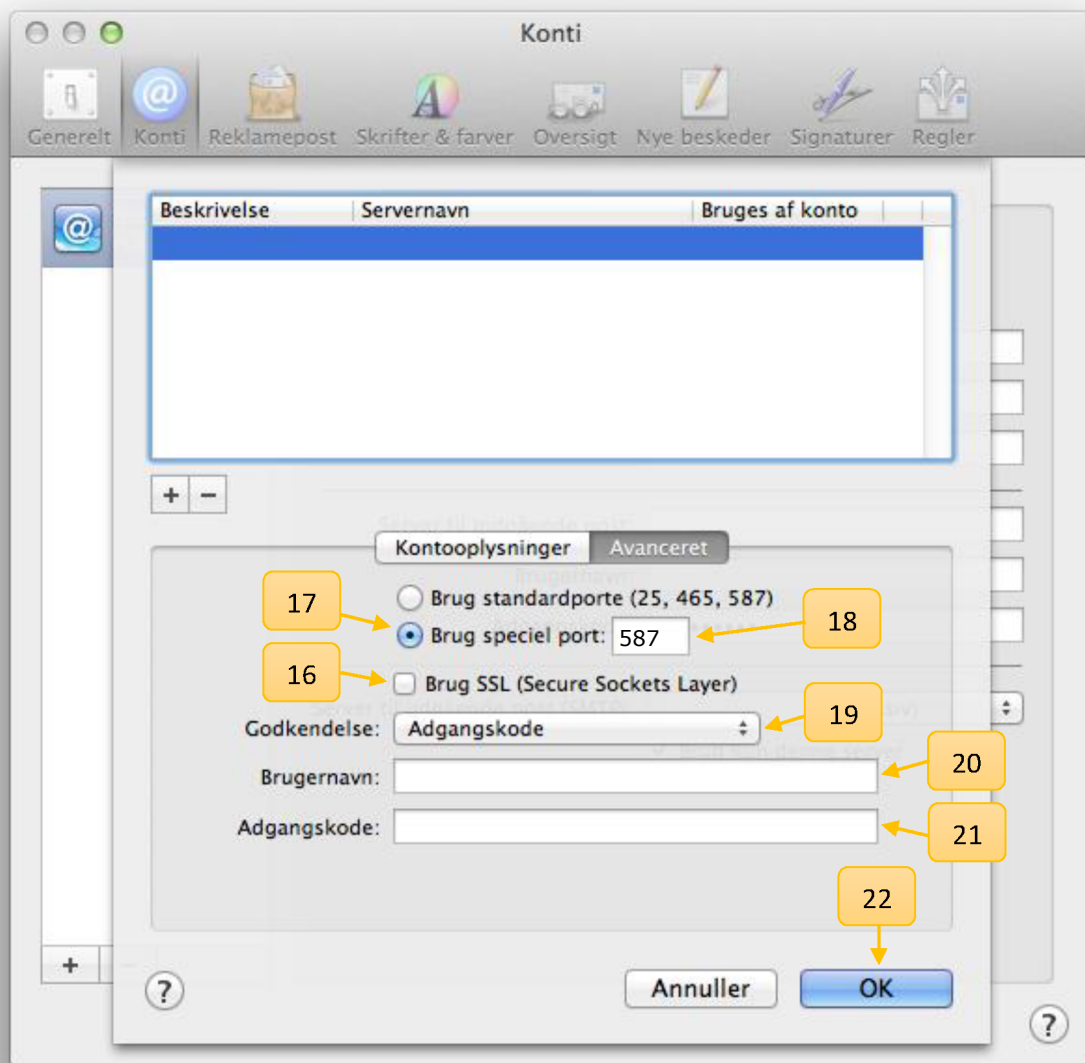 Konti
Generelt Konti Reklamepost Skrifter & farver Oversigt Nye beskeder Signaturer Regler
Beskrivelse Servernavn Bruges af konto
+ −
Kontooplysninger Avanceret
17 Brug standardporte (25, 465, 587)
Brug speciel port: 587 18
16 Brug SSL (Secure Sockets Layer)
Godkendelse: Adgangskode 19
Brugernavn: 20
Adgangskode: 21
22
+
? Annuller OK
?